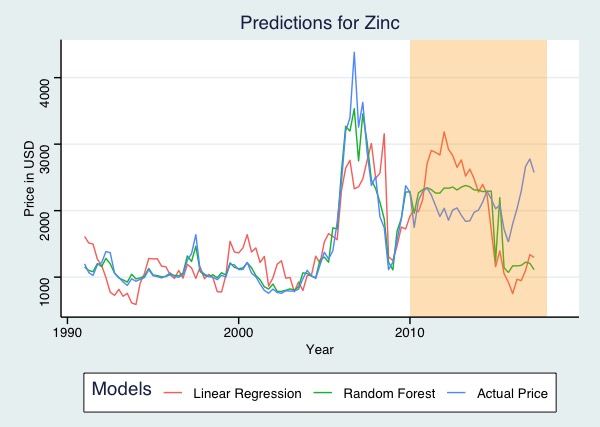 Predictions for Zinc
Price in USD
4000
3000
2000
1000
1990
2000
2010
Year
Models
Linear Regression
Random Forest
Actual Price